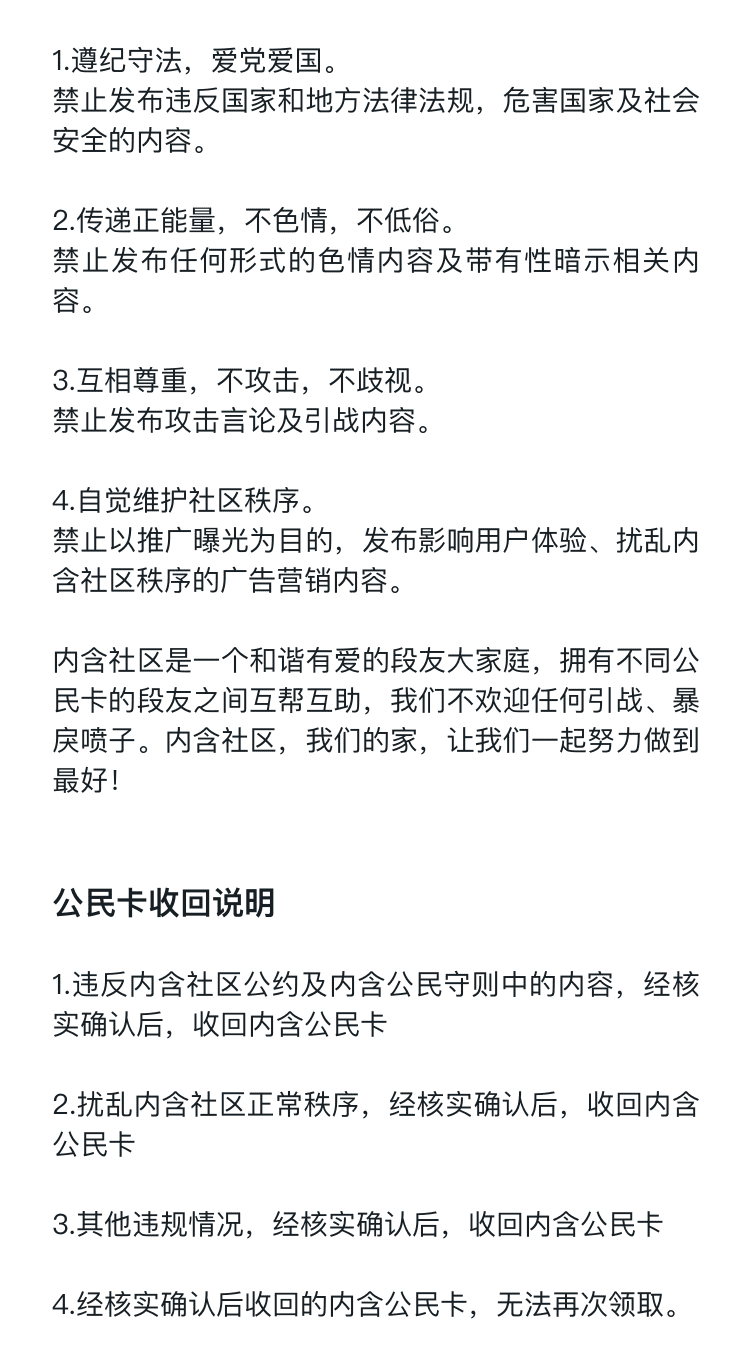 1.遵纪守法，爱党爱国。
禁止发布违反国家和地方法律法规，危害国家及社会
安全的内容。
2.传递正能量，不色情，不低俗。
禁止发布任何形式的色情内容及带有性暗示相关内
容。
3.互相尊重，不攻击，不歧视。
禁止发布攻击言论及引战内容。
4.自觉维护社区秩序。
禁止以推广曝光为目的，发布影响用户体验、扰乱内
含社区秩序的广告营销内容。
内含社区是一个和谐有爱的段友大家庭，拥有不同公
民卡的段友之间互帮互助，我们不欢迎任何引战、暴
戾喷子。内含社区，我们的家，让我们一起努力做到
最好！
公民卡收回说明
1.违反内含社区公约及内含公民守则中的内容，经核
实确认后，收回内含公民卡
2.扰乱内含社区正常秩序，经核实确认后，收回内含
公民卡
3.其他违规情况，经核实确认后，收回内含公民卡
4.经核实确认后收回的内含公民卡，无法再次领取。